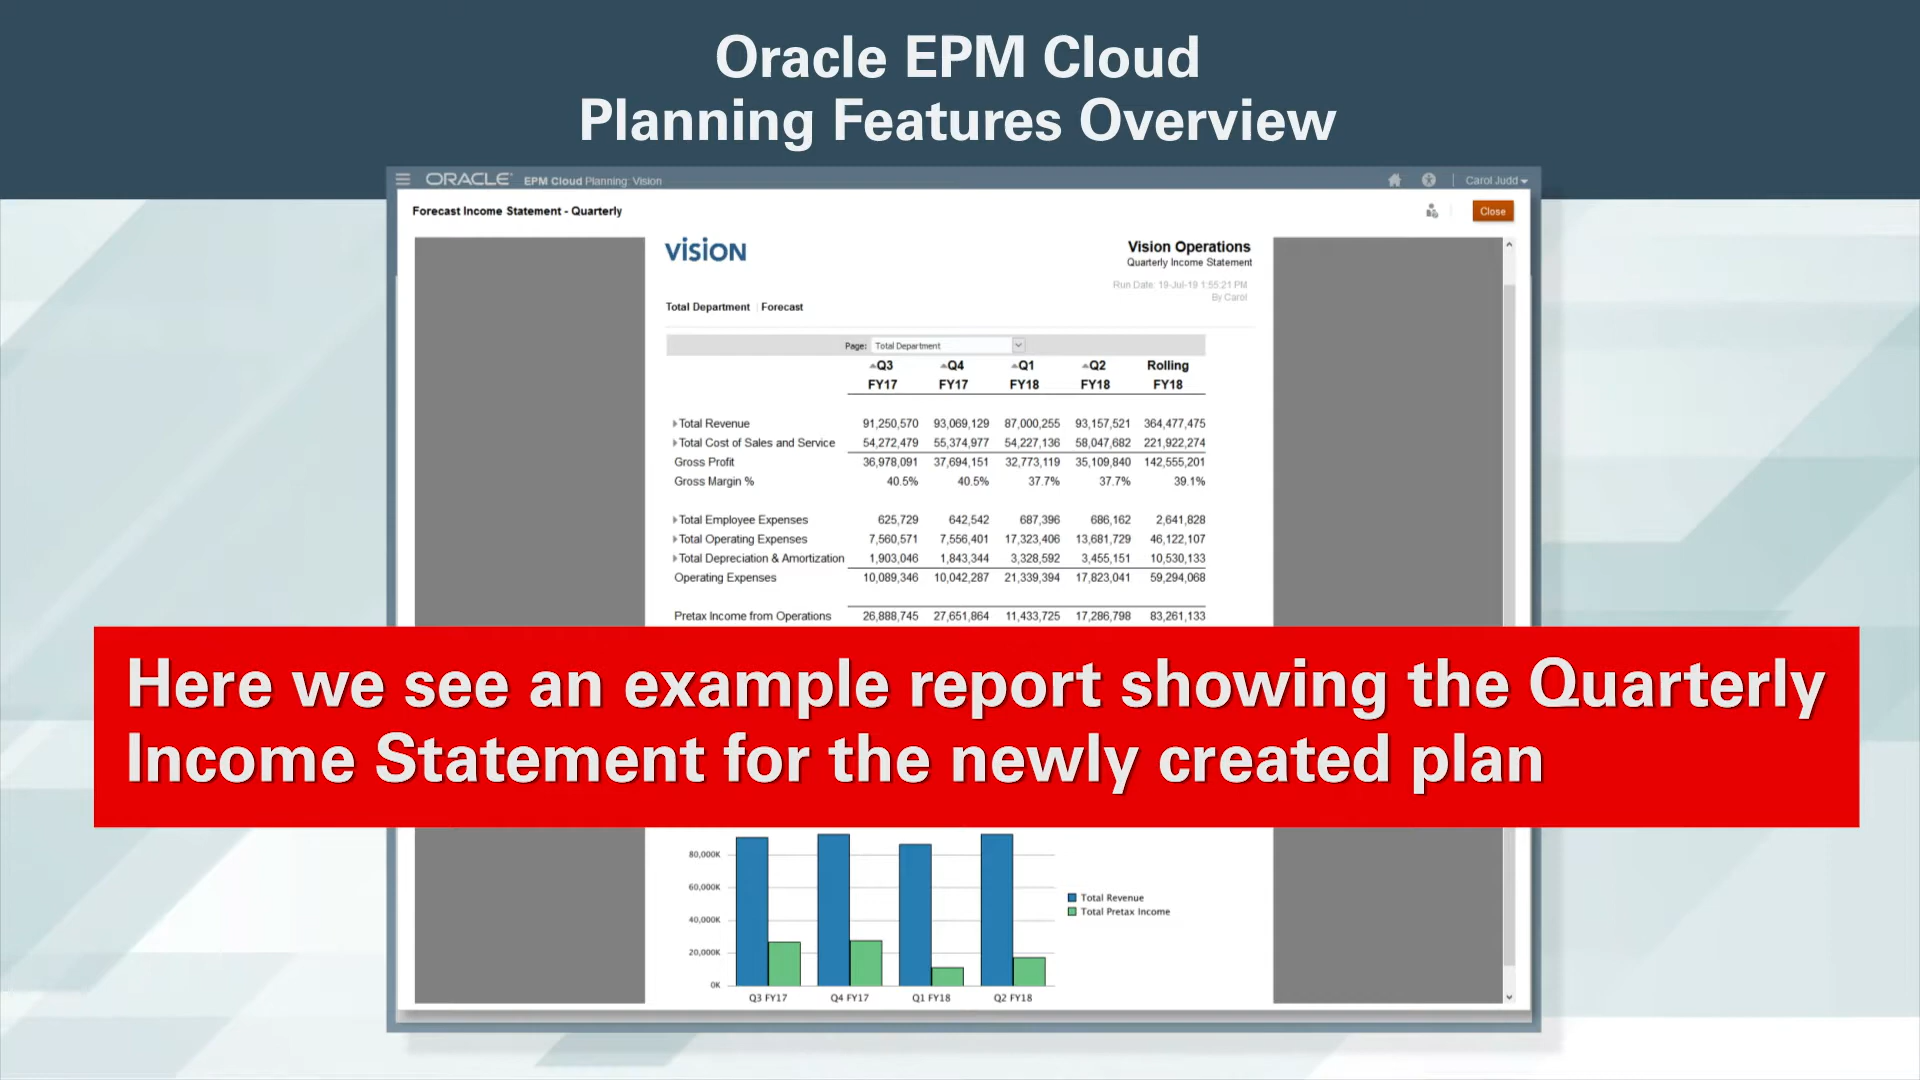 Oracle EPM Cloud
Planning Features Overview
ORACLE EPM Cloud Planning: Vision Carol Judd
Forecast Income Statement - Quarterly Close
vision Vision Operations
Quarterly Income Statement
Run Date: 19-Jul-19 1:55:21 PM
By Carol
Total Department Forecast
Page: Total Department
Q3 Q4 Q1 Q2 Rolling
FY17 FY17 FY18 FY18 FY18
Total Revenue 91,250,570 93,069,129 87,000,255 93,157,521 364,477,475
Total Cost of Sales and Service 54,272,479 55,374,977 54,227,136 58,047,682 221,922,274
Gross Profit 36,978,091 37,694,151 32,773,119 35,109,840 142,555,201
Gross Margin % 40.5% 40.5% 37.7% 37.7% 39.1%
Total Employee Expenses 625,729 642,542 687,396 686,162 2,641,828
Total Operating Expenses 7,560,571 7,556,401 17,323,406 13,681,729 46,122,107
Total Depreciation & Amortization 1,903,046 1,843,344 3,328,592 3,455,151 10,530,133
Operating Expenses 10,089,346 10,042,287 21,339,394 17,823,041 59,294,068
Pretax Income from Operations 26,888,745 27,651,864 11,433,725 17,286,798 83,261,133
Here we see an example report showing the Quarterly
Income Statement for the newly created plan
80,000K
60,000K
40,000K
20,000K
0K
Total Revenue
Total Pretax Income
Q3 FY17 Q4 FY17 Q1 FY18 Q2 FY18